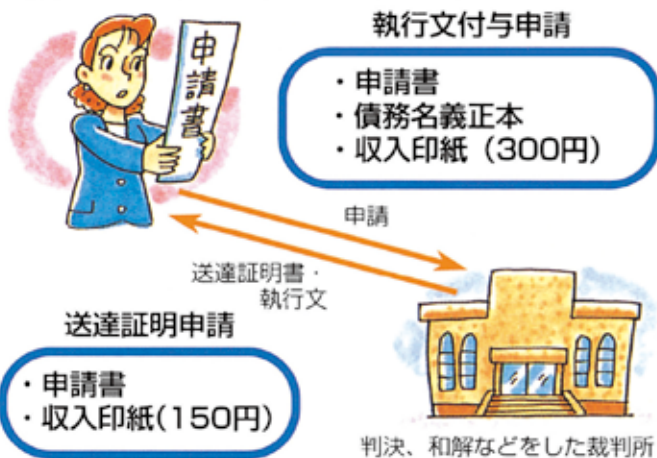 執行文付与申請
・申請書
・債務名義正本
・収入印紙（300円）
申請書
申請
送達証明書・
執行文
送達証明申請
・申請書
・収入印紙(150円)
判決、和解などをした裁判所